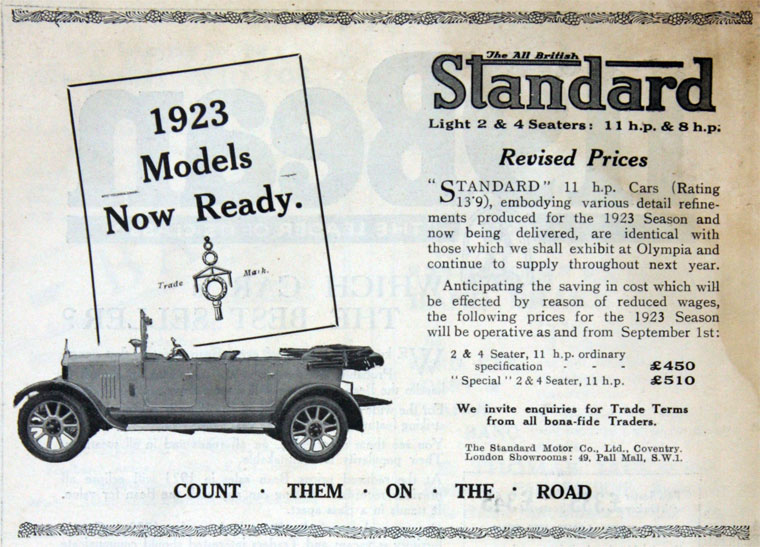 1923
Models
Now Ready.
Trade Mark.
The All British
Standard
Light 2 & 4 Seaters: 11 h.p. & 8 h.p.
Revised Prices
"STANDARD" 11 h.p. Cars (Rating
13'9), embodying various detail refine-
ments produced for the 1923 Season and
now being delivered, are identical with
those which we shall exhibit at Olympia and
continue to supply throughout next year.
Anticipating the saving in cost which will
be effected by reason of reduced wages,
the following prices for the 1923 Season
will be operative as and from September 1st:
2 & 4 Seater, 11 h.p. ordinary
specification - - - £450
"Special" 2 & 4 Seater, 11 h.p. £510
We invite enquiries for Trade Terms
from all bona-fide Traders.
The Standard Motor Co., Ltd., Coventry.
London Showrooms: 49, Pall Mall, S.W.1.
COUNT · THEM · ON · THE · ROAD